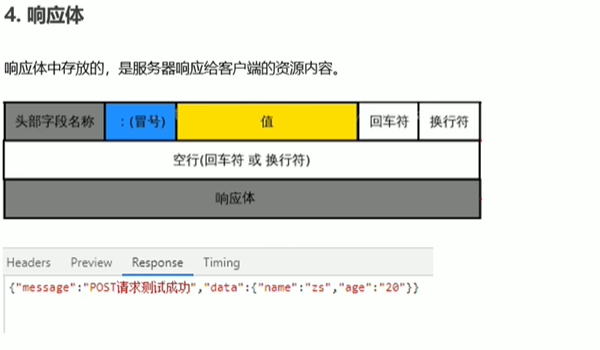 4. 响应体
响应体中存放的，是服务器响应给客户端的资源内容。
头部字段名称 ：(冒号) 值 回车符 换行符
空行(回车符 或 换行符)
响应体
Headers Preview Response Timing
{"message":"POST请求测试成功","data":{"name":"zs","age":"20"}}